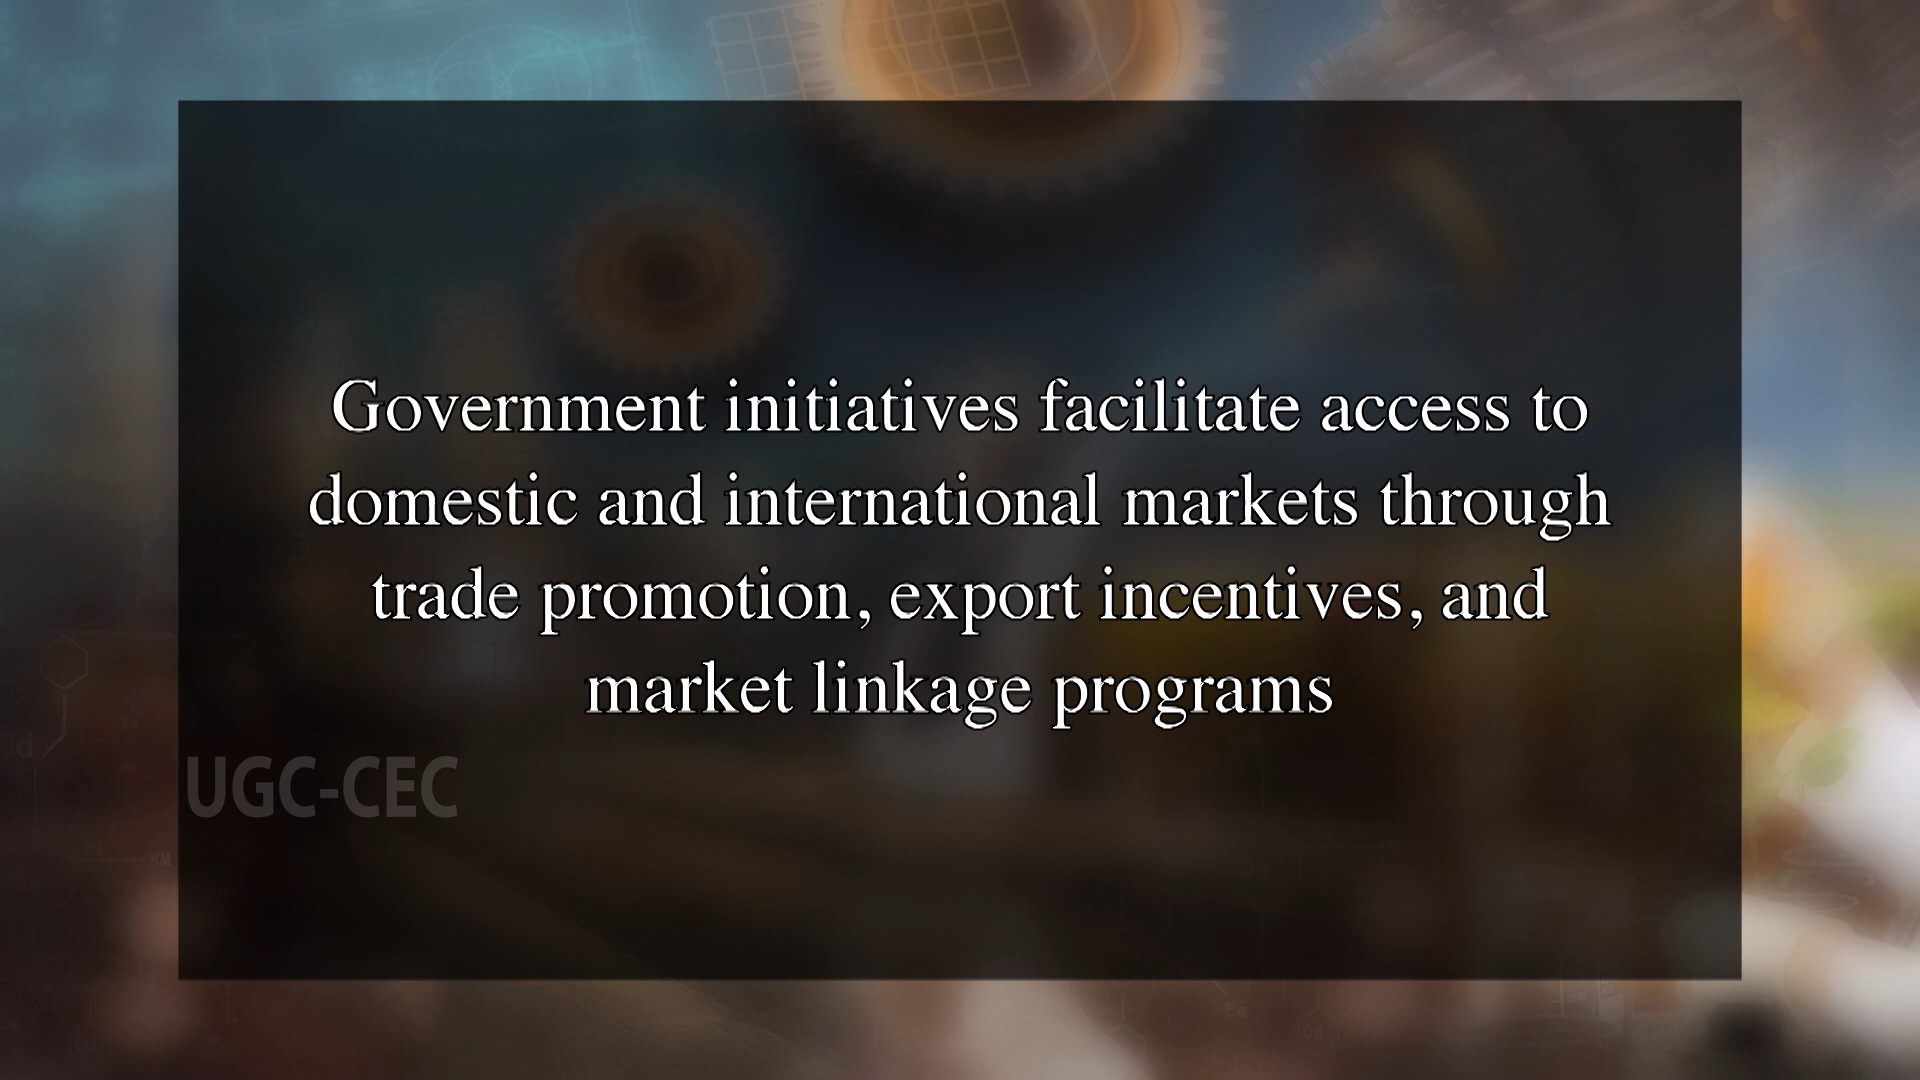 Government initiatives facilitate access to
domestic and international markets through
trade promotion, export incentives, and
market linkage programs
UGC-CEC